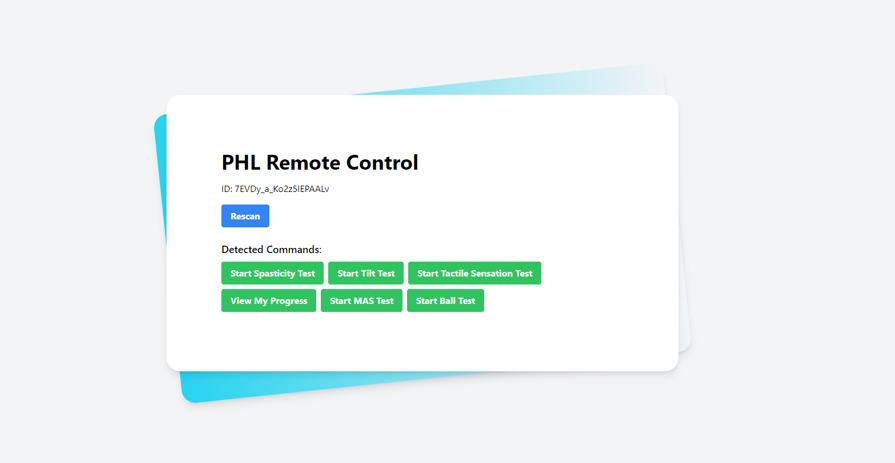 PHL Remote Control
ID: 7EVDy_a_Ko2z5IEPAALv
Rescan
Detected Commands:
Start Spasticity Test Start Tilt Test Start Tactile Sensation Test
View My Progress Start MAS Test Start Ball Test